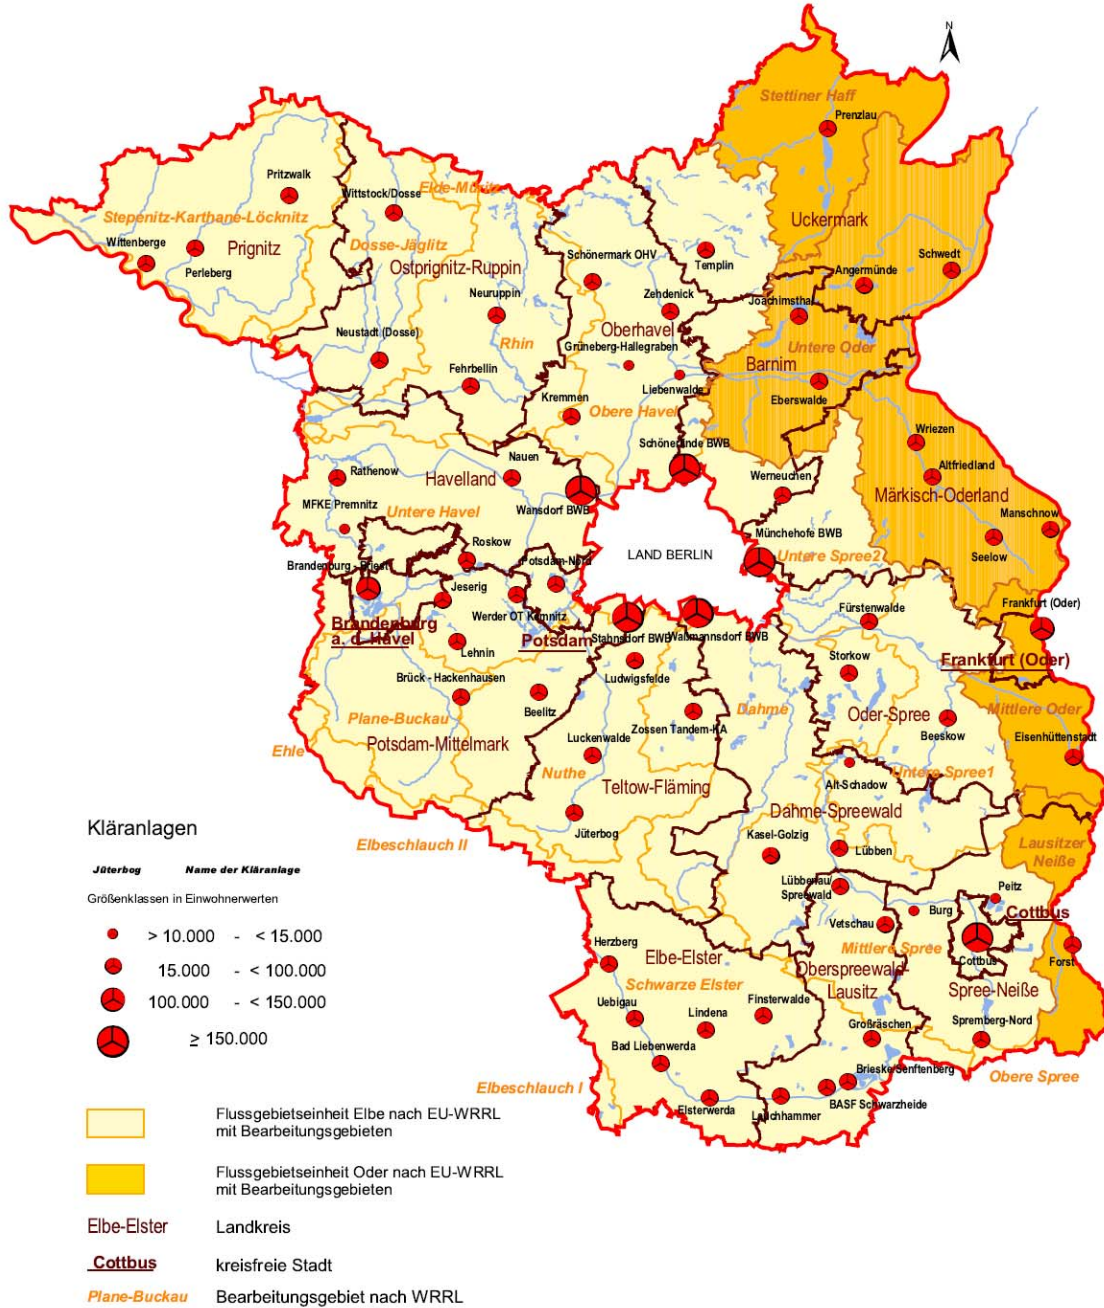 N
Stettiner Haff
Prenzlau
Pritzwalk
Wittstock/Dosse
Elde-Müritz
Stepenitz-Karthane-Löcknitz
Uckermark
Wittenberge
Prignitz
Perleberg
Dosse-Jäglitz
Ostprignitz-Ruppin
Schönermark OHV
Templin
Angermünde
Schwedt
Neuruppin
Zehdenick
Joachimsthal
Neustadt (Dosse)
Rhin
Oberhavel
Grüneberg-Hallegraben
Untere Oder
Barnim
Fehrbellin
Liebenwalde
Eberswalde
Kremmen
Obere Havel
Schönerlinde BWB
Wriezen
Nauen
Rathenow
Havelland
Werneuchen
Altfriedland
Märkisch-Oderland
MFKE Premnitz
Untere Havel
Wansdorf BWB
Münchehofe BWB
Manschnow
Roskow
Potsdam-Nord
LAND BERLIN
Untere Spree2
Seelow
Brandenburg - Briest
Jeserig
Werder OT Kemnitz
Fürstenwalde
Frankfurt (Oder)
Brandenburg
a. d. Havel
Potsdam
Stahnsdorf BWB
Waßmannsdorf BWB
Lehnin
Ludwigsfelde
Storkow
Frankfurt (Oder)
Brück - Hackenhausen
Beelitz
Dahme
Mittlere Oder
Plane-Buckau
Potsdam-Mittelmark
Zossen Tandem-KA
Oder-Spree
Beeskow
Eisenhüttenstadt
Ehle
Luckenwalde
Nuthe
Teltow-Fläming
Alt-Schadow
Untere Spree1
Dahme-Spreewald
Jüterbog
Elbeschlauch II
Kasel-Golzig
Lübben
Lausitzer
Neiße
Lübbenau/
Spreewald
Peitz
Burg
Cottbus
Vetschau
Mittlere Spree
Herzberg
Elbe-Elster
Oberspreewald-
Lausitz
Cottbus
Forst
Schwarze Elster
Spree-Neiße
Uebigau
Lindena
Finsterwalde
Großräschen
Spremberg-Nord
Bad Liebenwerda
Brieske Senftenberg
Obere Spree
Elbeschlauch I
Elsterwerda
Lauchhammer
BASF Schwarzheide
Kläranlagen
Jüterbog Name der Kläranlage
Größenklassen in Einwohnerwerten
> 10.000 - < 15.000
15.000 - < 100.000
100.000 - < 150.000
≥ 150.000
Flussgebietseinheit Elbe nach EU-WRRL
mit Bearbeitungsgebieten
Flussgebietseinheit Oder nach EU-WRRL
mit Bearbeitungsgebieten
Elbe-Elster Landkreis
Cottbus kreisfreie Stadt
Plane-Buckau Bearbeitungsgebiet nach WRRL